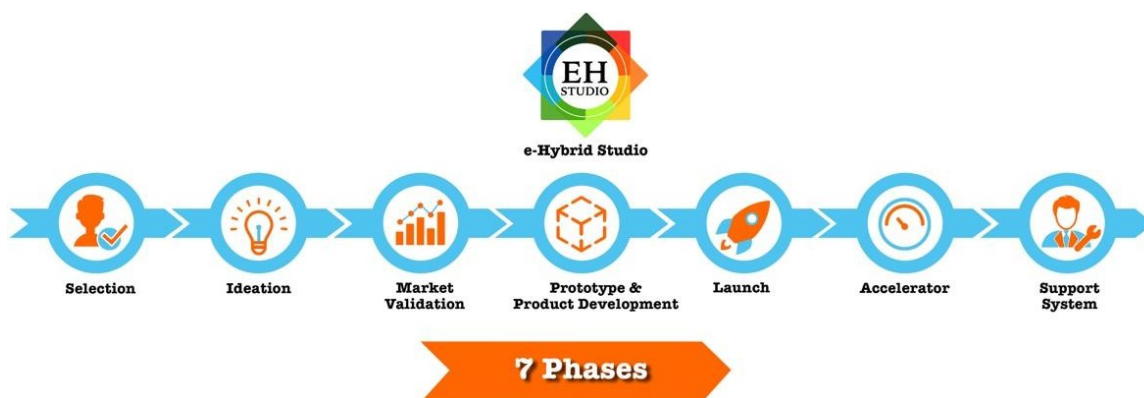 EH
STUDIO
e-Hybrid Studio
Selection
Ideation
Market
Validation
Prototype &
Product Development
Launch
Accelerator
Support
System
7 Phases